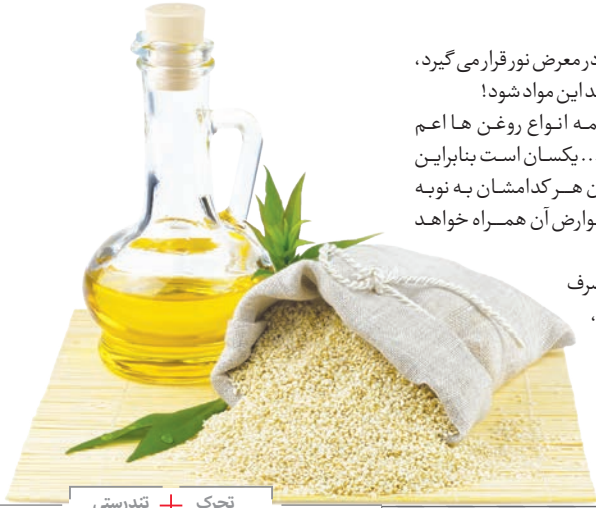 در معرض نور قرار می گیرد،
د این مواد شود!
مه انواع روغن ها اعم
... یکسان است بنابراین
ن هر کدامشان به نوبه
وارض آن همراه خواهد
صرف
،
تحرک + تندرستی